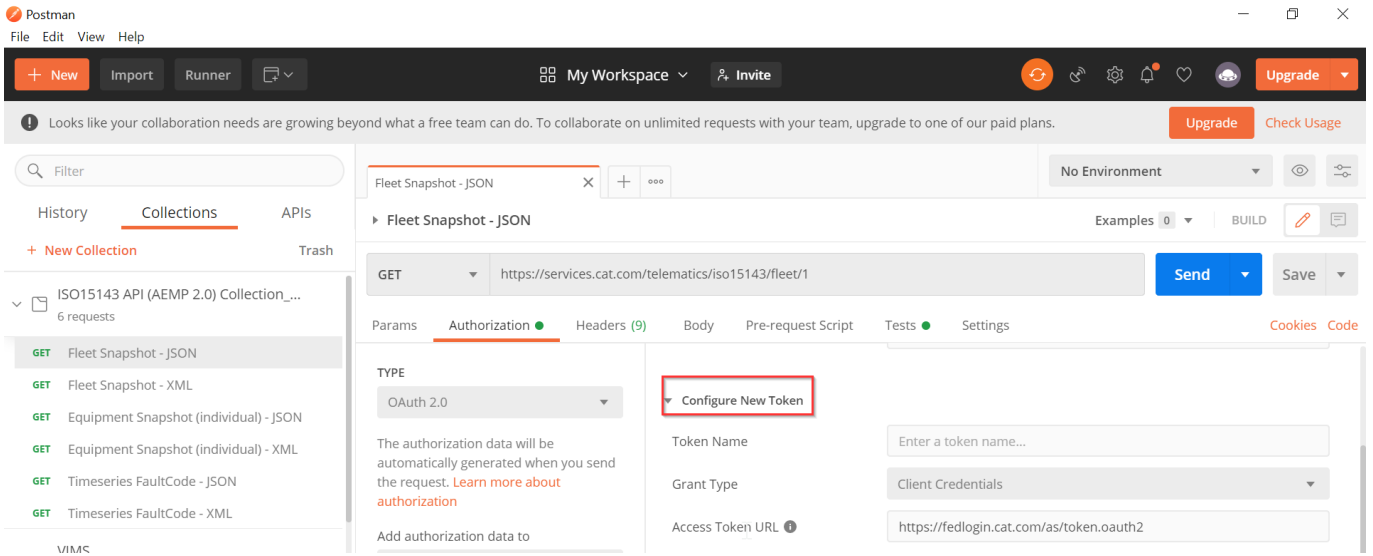 Postman
File Edit View Help
+ New Import Runner My Workspace Invite Upgrade
Looks like your collaboration needs are growing beyond what a free team can do. To collaborate on unlimited requests with your team, upgrade to one of our paid plans. Upgrade Check Usage
Filter
Fleet Snapshot - JSON
No Environment
History Collections APIs
Fleet Snapshot - JSON
Examples 0 BUILD
+ New Collection Trash
GET https://services.cat.com/telematics/iso15143/fleet/1 Send Save
ISO15143 API (AEMP 2.0) Collection_...
6 requests
Params Authorization Headers (9) Body Pre-request Script Tests Settings Cookies Code
GET Fleet Snapshot - JSON
GET Fleet Snapshot - XML
GET Equipment Snapshot (individual) - JSON
GET Equipment Snapshot (individual) - XML
GET Timeseries FaultCode - JSON
GET Timeseries FaultCode - XML
VIMS
TYPE
OAuth 2.0
The authorization data will be
automatically generated when you send
the request. Learn more about
authorization
Add authorization data to
Configure New Token
Token Name Enter a token name...
Grant Type Client Credentials
Access Token URL https://fedlogin.cat.com/as/token.oauth2